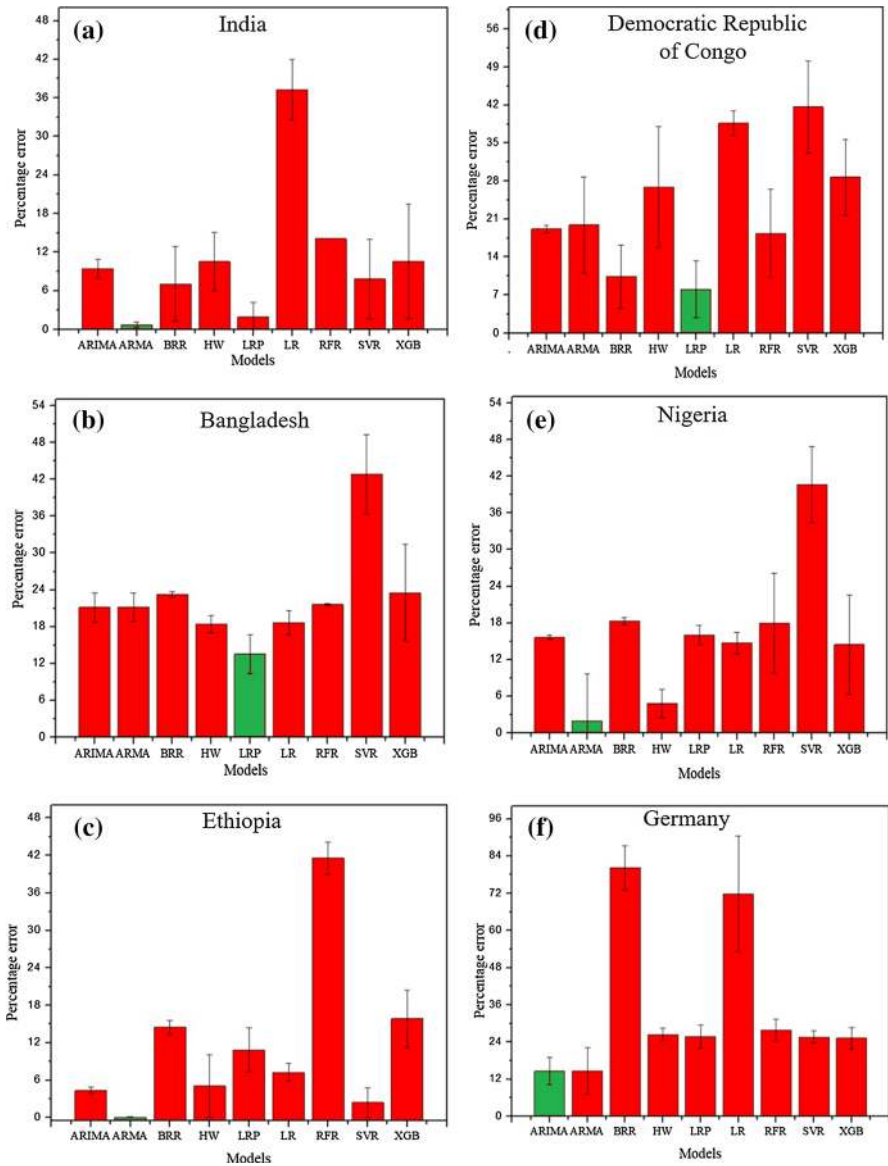 (a) India
48
42
36
30
24
18
12
6
0
Percentage error
ARIMA ARMA BRR HW LRP LR RFR SVR XGB
Models
(d) Democratic Republic
of Congo
49
42
35
28
21
14
7
0
Percentage error
ARIMA ARMA BRR HW LRP LR RFR SVR XGB
Models
(b) Bangladesh
54
48
42
36
30
24
18
12
6
0
Percentage error
ARIMA ARMA BRR HW LRP LR RFR SVR XGB
Models
(e) Nigeria
54
48
42
36
30
24
18
12
6
0
Percentage error
ARIMA ARMA BRR HW LRP LR RFR SVR XGB
Models
(c) Ethiopia
48
42
36
30
24
18
12
6
0
Percentage error
ARIMA ARMA BRR HW LRP LR RFR SVR XGB
Models
(f) Germany
96
84
72
60
48
36
24
12
0
Percentage error
ARIMA ARMA BRR HW LRP LR RFR SVR XGB
Models